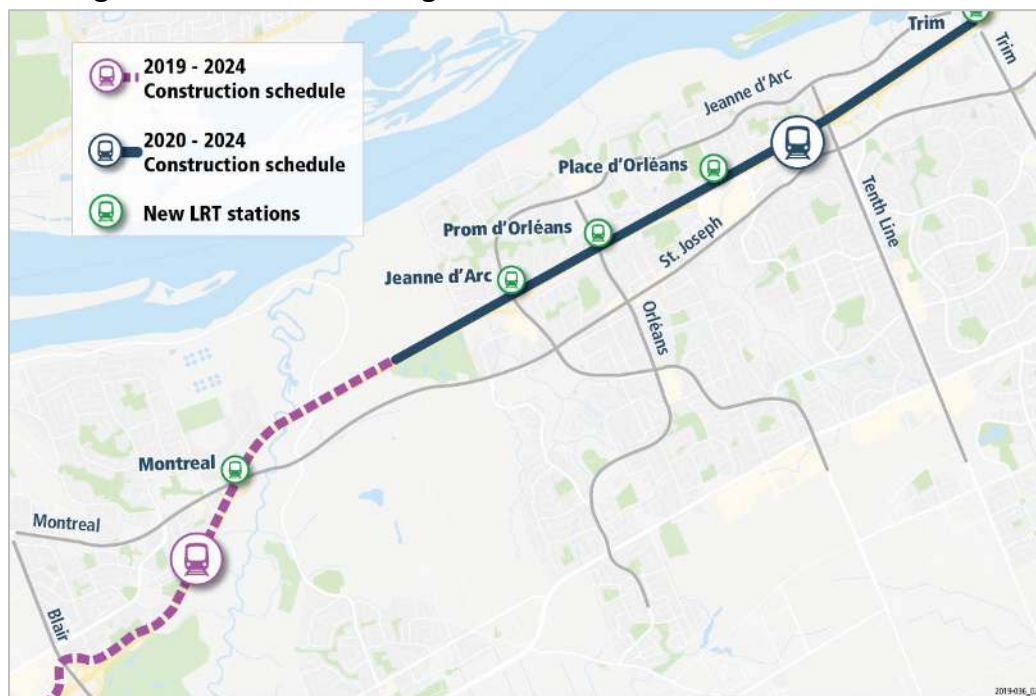 2019 - 2024
Construction schedule
2020 - 2024
Construction schedule
New LRT stations
Trim
Trim
Jeanne d'Arc
Place d'Orléans
Tenth Line
Prom d'Orléans
St. Joseph
Jeanne d'Arc
Orléans
Montreal
Montreal
Blair